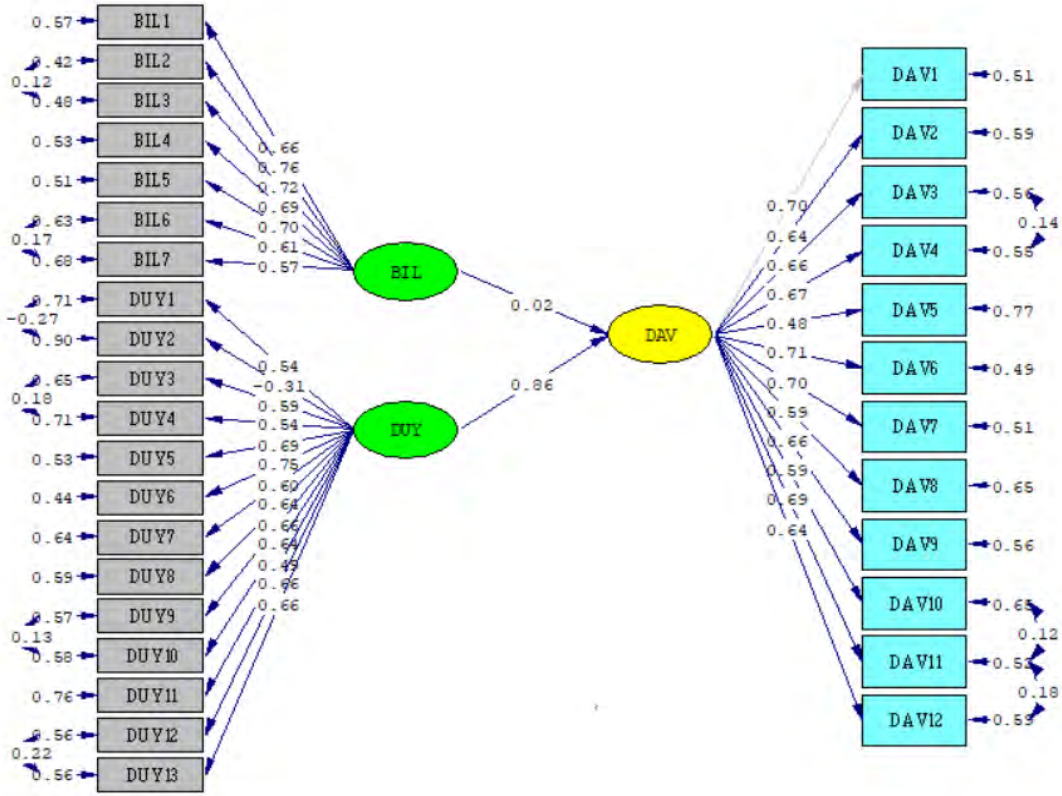 0.57 BIL1
0.42 BIL2
0.12
0.48 BIL3
0.53 BIL4
0.51 BIL5
0.63 BIL6
0.17
0.68 BIL7
0.71 DUY1
-0.27
0.90 DUY2
0.65 DUY3
0.18
0.71 DUY4
0.53 DUY5
0.44 DUY6
0.64 DUY7
0.59 DUY8
0.57 DUY9
0.13
0.58 DUY10
0.76 DUY11
0.56 DUY12
0.22
0.56 DUY13
0.66
0.76
0.72
0.69
0.70
0.61
0.57
BIL
0.54
-0.31
0.59
0.54
0.69
0.75
0.60
0.64
0.66
0.64
0.49
0.66
0.66
DUY
0.02
0.86
DAV
0.70
0.64
0.66
0.67
0.48
0.71
0.70
0.59
0.66
0.59
0.69
0.64
DAV1 0.51
DAV2 0.59
DAV3 0.56
0.14
DAV4 0.55
DAV5 0.77
DAV6 0.49
DAV7 0.51
DAV8 0.65
DAV9 0.56
DAV10 0.65
0.12
DAV11 0.52
0.18
DAV12 0.59